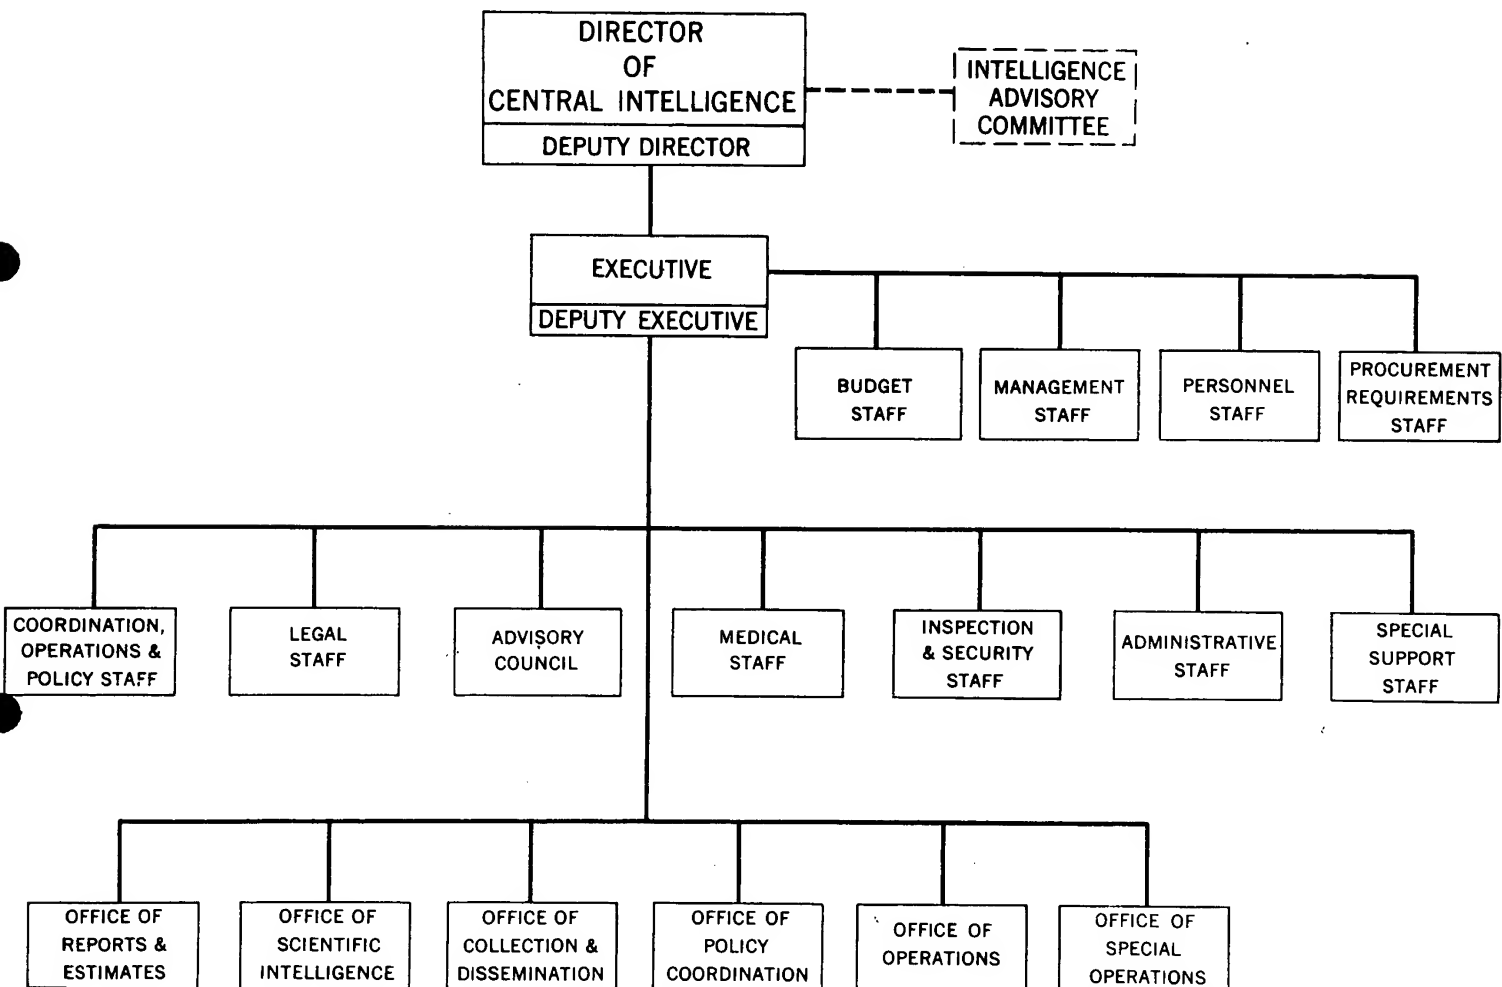 DIRECTOR
OF
CENTRAL INTELLIGENCE
DEPUTY DIRECTOR
INTELLIGENCE
ADVISORY
COMMITTEE
EXECUTIVE
DEPUTY EXECUTIVE
BUDGET
STAFF
MANAGEMENT
STAFF
PERSONNEL
STAFF
PROCUREMENT
REQUIREMENTS
STAFF
COORDINATION,
OPERATIONS &
POLICY STAFF
LEGAL
STAFF
ADVISORY
COUNCIL
MEDICAL
STAFF
INSPECTION
& SECURITY
STAFF
ADMINISTRATIVE
STAFF
SPECIAL
SUPPORT
STAFF
OFFICE OF
REPORTS &
ESTIMATES
OFFICE OF
SCIENTIFIC
INTELLIGENCE
OFFICE OF
COLLECTION &
DISSEMINATION
OFFICE OF
POLICY
COORDINATION
OFFICE OF
OPERATIONS
OFFICE OF
SPECIAL
OPERATIONS